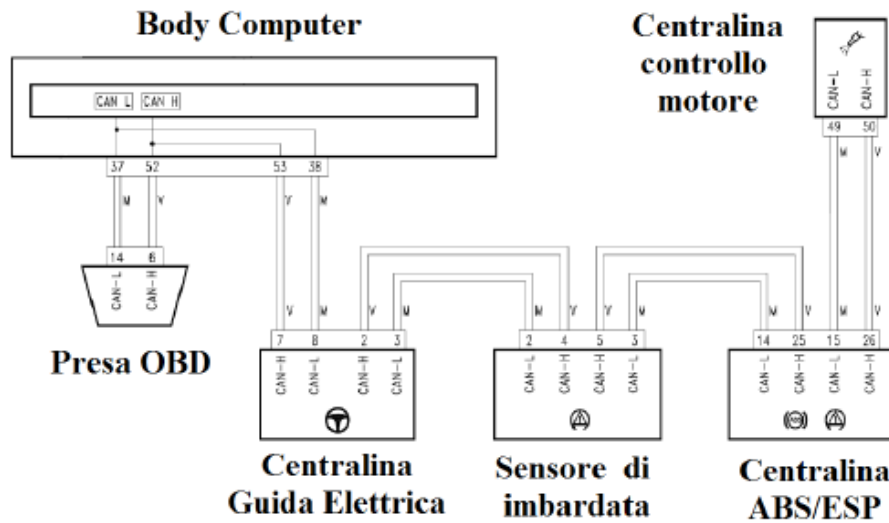 Body Computer
Centralina
controllo
motore
CAN L CAN H
CAN-L CAN-H
49 50
M V
37 52 53 38
M V V M
14 6
CAN-L CAN-H
Presa OBD
V M V M M V V M M V M V
7 8 2 3
CAN-H CAN-L CAN-H CAN-L
2 4 5 3
CAN-L CAN-H CAN-H CAN-L
14 25 15 26
CAN-L CAN-H CAN-L CAN-H
ABS
Centralina
Guida Elettrica
Sensore di
imbardata
Centralina
ABS/ESP